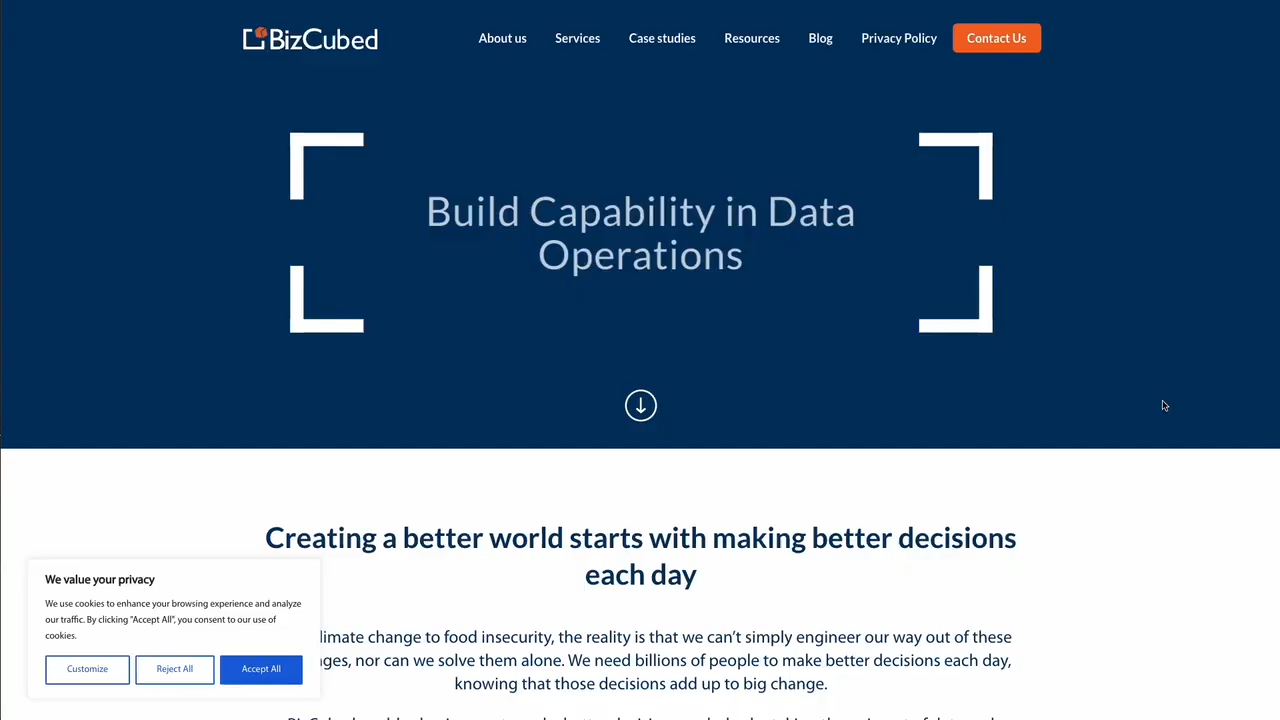 BizCubed
About us Services Case studies Resources Blog Privacy Policy Contact Us
Build Capability in Data
Operations
Creating a better world starts with making better decisions
each day
climate change to food insecurity, the reality is that we can’t simply engineer our way out of these
nor can we solve them alone. We need billions of people to make better decisions each day,
knowing that those decisions add up to big change.
We value your privacy
We use cookies to enhance your browsing experience and analyze
our traffic. By clicking "Accept All", you consent to our use of
cookies.
Customize Reject All Accept All